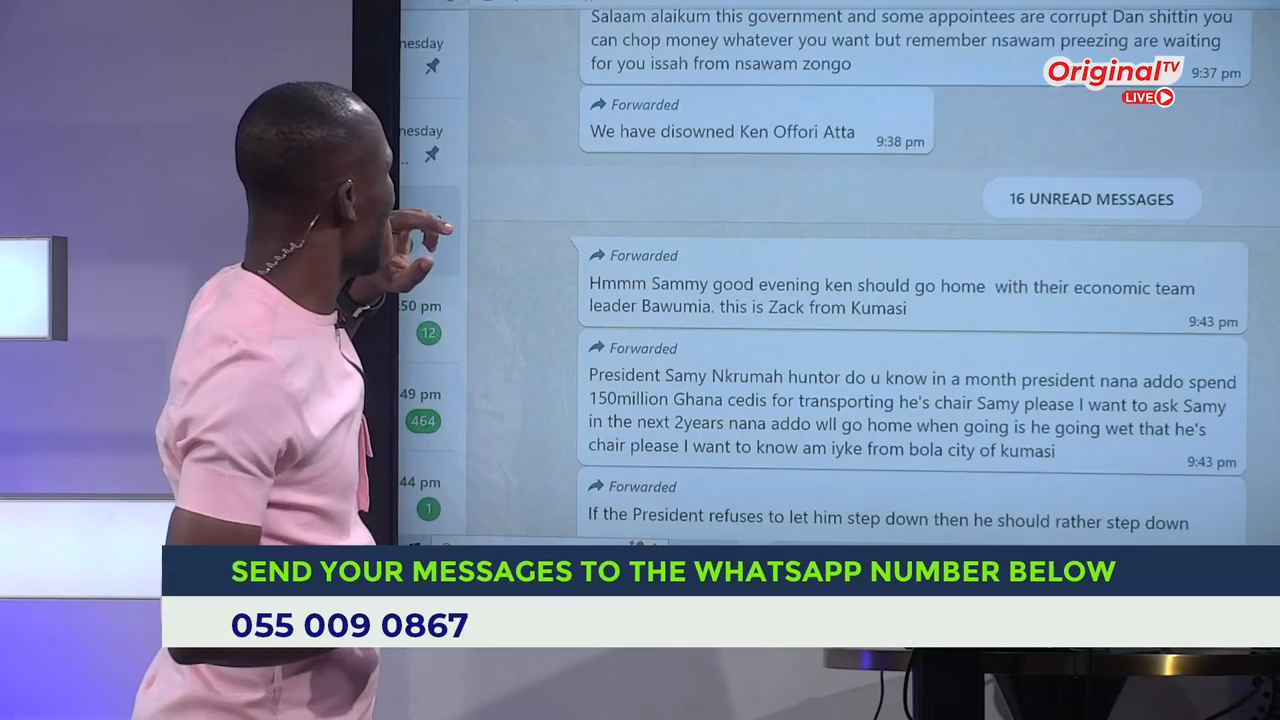 Salaam alaikum this government and some appointees are corrupt Dan shittin you
can chop money whatever you want but remember nsawam preezing are waiting
for you issah from nsawam zongo
9:37 pm
Original TV
LIVE
nesday
Forwarded
We have disowned Ken Offori Atta
9:38 pm
nesday
..
16 UNREAD MESSAGES
Forwarded
Hmmm Sammy good evening ken should go home with their economic team
leader Bawumia. this is Zack from Kumasi
9:43 pm
50 pm
12
Forwarded
President Samy Nkrumah huntor do u know in a month president nana addo spend
150million Ghana cedis for transporting he's chair Samy please I want to ask Samy
in the next 2years nana addo wll go home when going is he going wet that he's
chair please I want to know am iyke from bola city of kumasi
9:43 pm
49 pm
464
44 pm
1
Forwarded
If the President refuses to let him step down then he should rather step down
SEND YOUR MESSAGES TO THE WHATSAPP NUMBER BELOW
055 009 0867